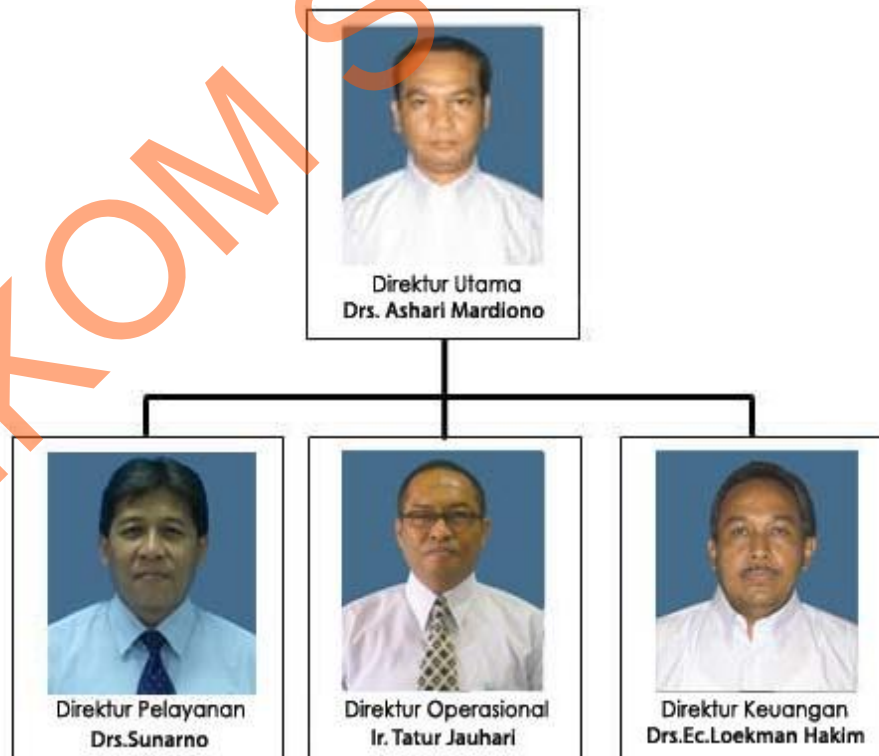 KOM S
Direktur Utama
Drs. Ashari Mardiono
Direktur Pelayanan
Drs.Sunarno
Direktur Operasional
Ir. Tatur Jauhari
Direktur Keuangan
Drs.Ec.Loekman Hakim